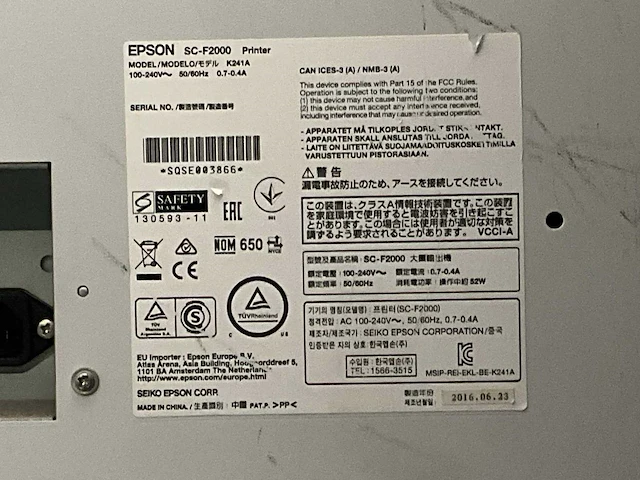 EPSON SC-F2000 Printer
MODEL/MODELO/モデル K241A
100-240V~ 50/60Hz 0.7-0.4A
SERIAL NO./製造號碼/製造番号
*SQSE003866*
SAFETY
MARK
130593-11
EAC
NOM 650
NYCE
CE
TÜV
TÜVRheinland
C US
EU Importer: Epson Europe B.V.
Atlas Arena, Asia Building, Hoogoorddreef 5,
1101 BA Amsterdam The Netherlands
http://www.epson.com/europe.html
SEIKO EPSON CORP.
MADE IN CHINA./生產國別: 中國 PAT.P. >PP<
CAN ICES-3 (A) / NMB-3 (A)
This device complies with Part 15 of the FCC Rules.
Operation is subject to the following two conditions:
(1) this device may not cause harmful interference, and
(2) this device must accept any interference received,
including interference that may cause undesired operation.
- APPARATET MÅ TILKOPLES JORDET STIKKONTAKT.
- APPARATEN SKALL ANSLUTAS TILL JORDAT UTTAG.
- LAITE ON LIITETTÄVÄ SUOJAKOSKETTIMILLA
VARUSTETTUUN PISTORASIAAN.
警告
漏電事故防止のため、アースを接続してください。
この装置は、クラスA情報技術装置です。この装置
を家庭環境で使用すると電波妨害を引き起こすこ
とがあります。この場合には使用者が適切な対策を
講ずるよう要求されることがあります。 VCCI-A
型號及產品名稱: SC-F2000 大圖輸出機
額定電壓: 100-240V~ 額定電流: 0.7-0.4A
額定頻率: 50/60Hz 消耗電功率: 操作中約 52W
기기의 명칭(모델명): 프린터(SC-F2000)
정격전압: AC 100-240V~, 50/60Hz, 0.7-0.4A
제조자/제조국가: SEIKO EPSON CORPORATION/중국
인증받은 자의 상호: 한국엡손(주)
수입원: 한국엡손(주)
TEL: 1566-3515
MSIP-REI-EKL-BE-K241A
製造年份
제조년월일: 2016.06.23